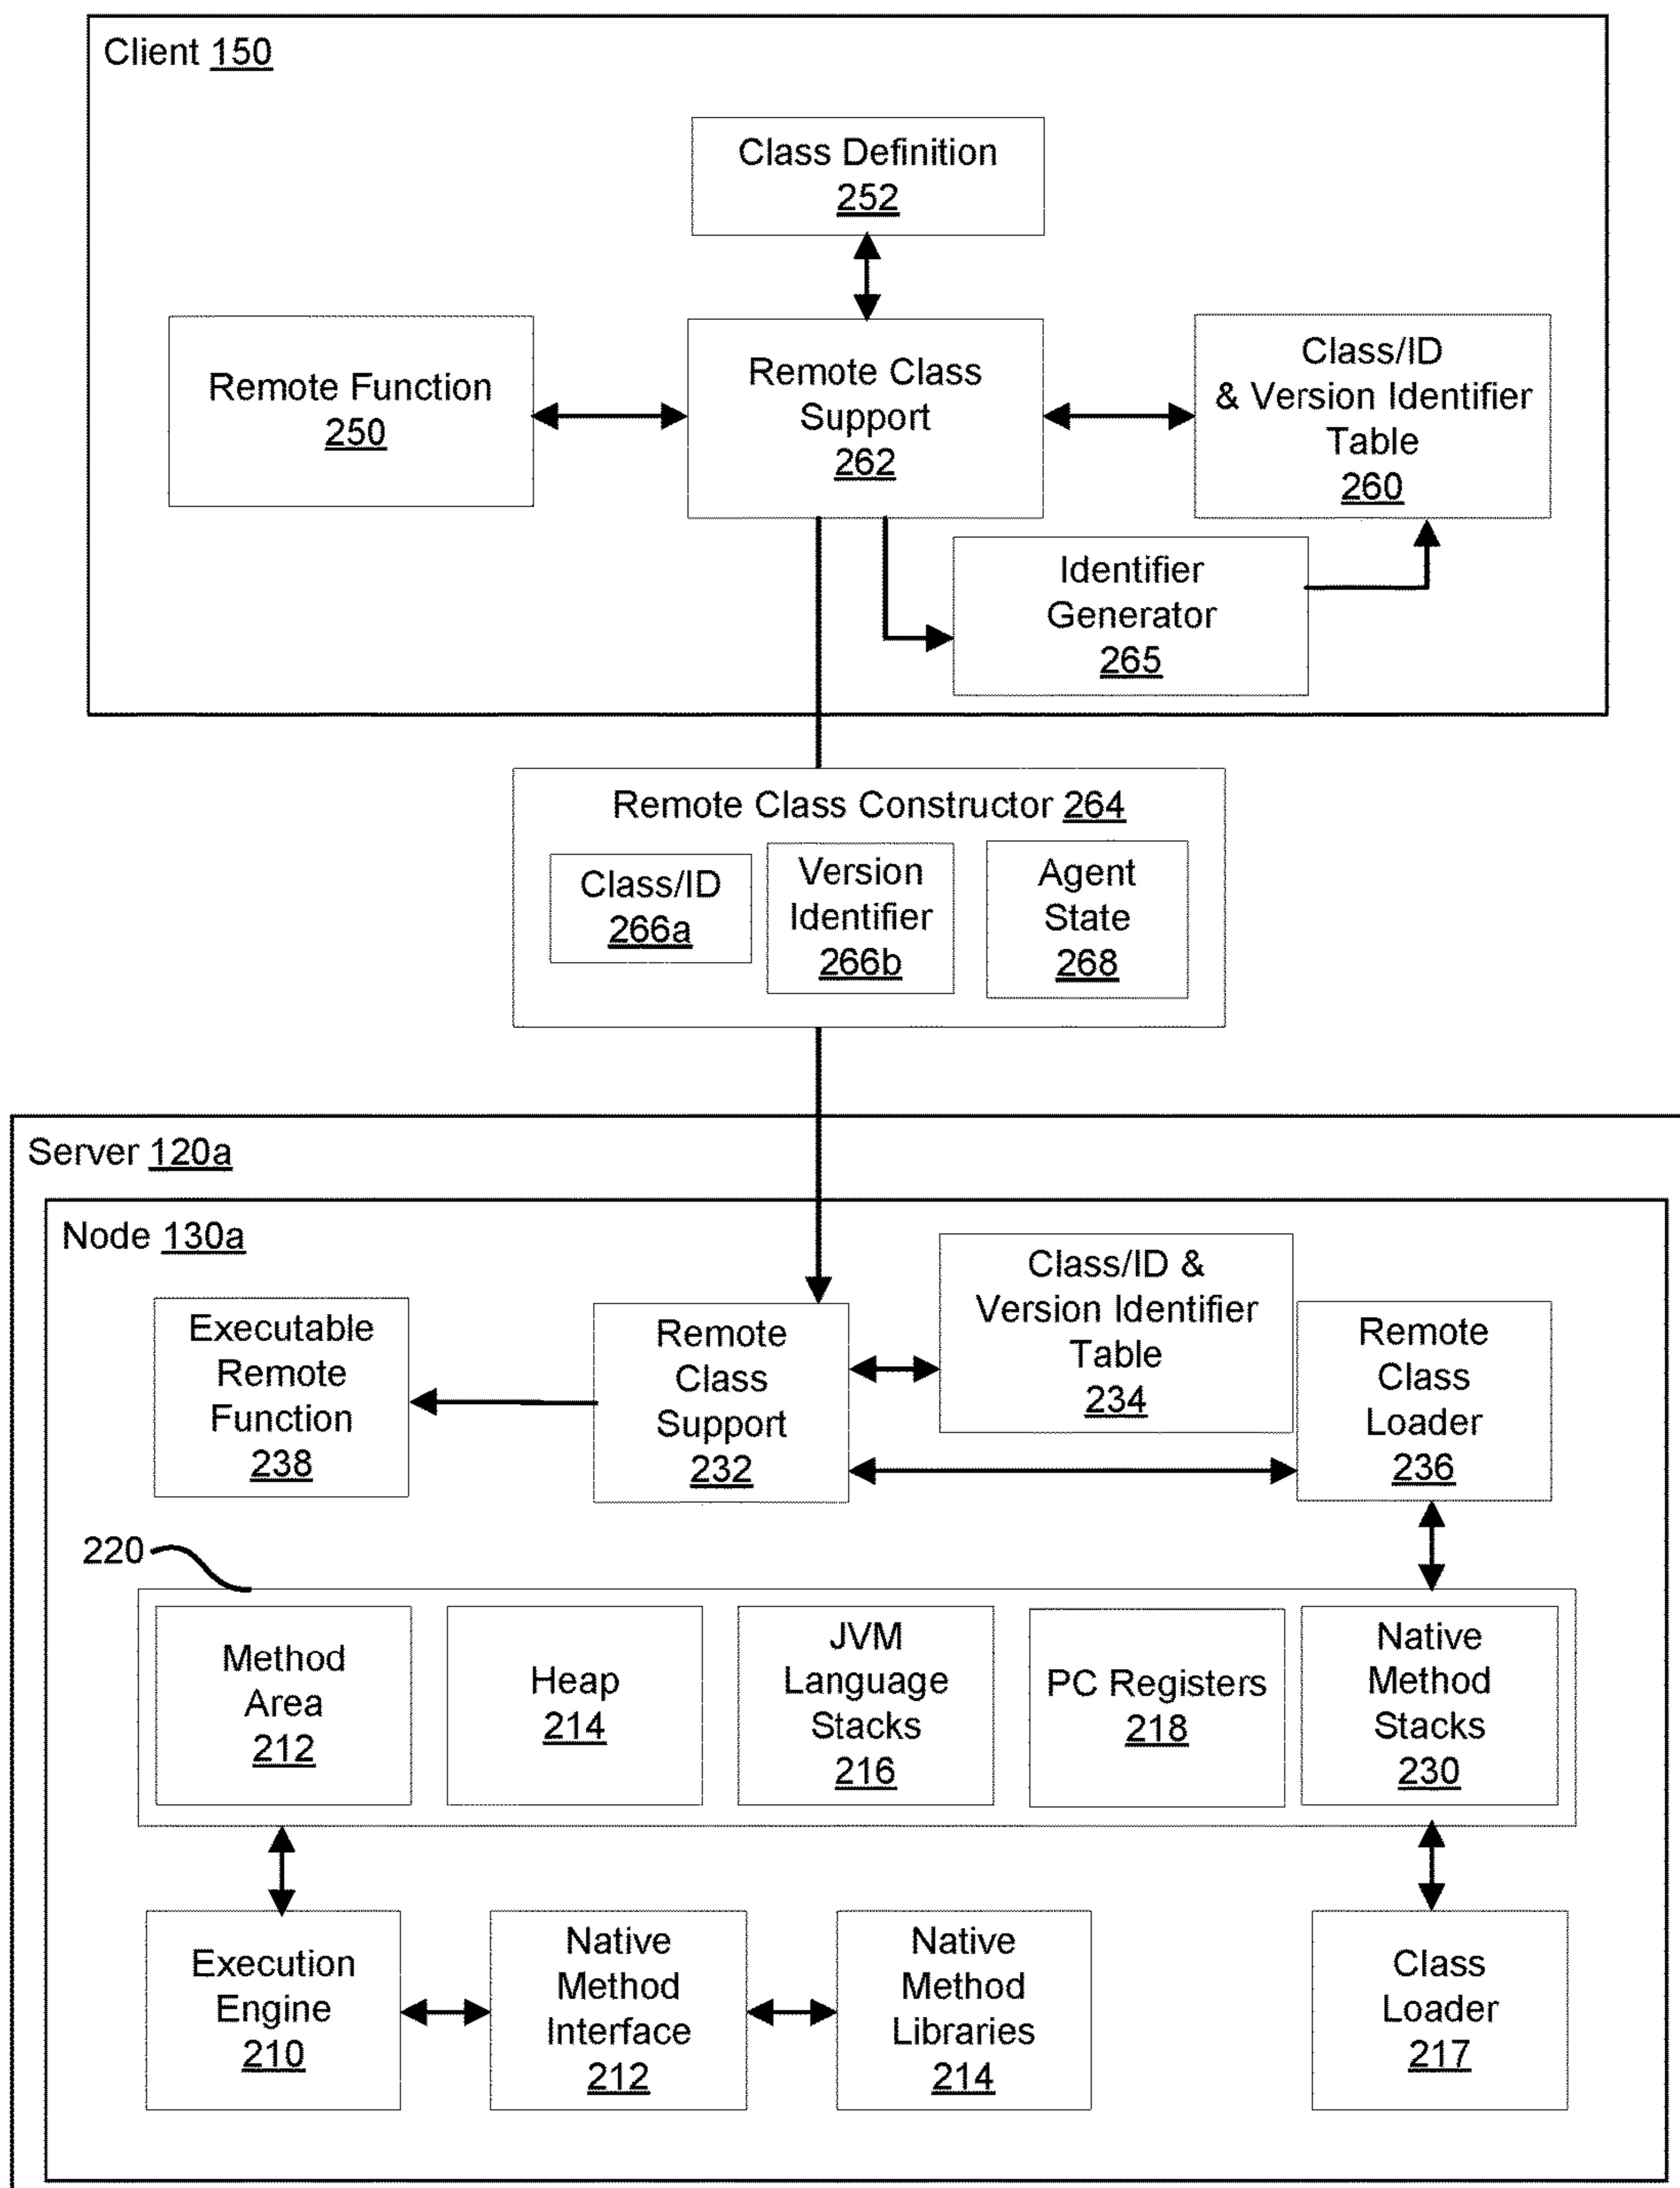 Client 150
Class Definition
252
Remote Function
250
Remote Class
Support
262
Class/ID
& Version Identifier
Table
260
Identifier
Generator
265
Remote Class Constructor 264
Class/ID
266a
Version
Identifier
266b
Agent
State
268
Server 120a
Node 130a
Executable
Remote
Function
238
Remote
Class
Support
232
Class/ID &
Version Identifier
Table
234
Remote
Class
Loader
236
220
Method
Area
212
Heap
214
JVM
Language
Stacks
216
PC Registers
218
Native
Method
Stacks
230
Execution
Engine
210
Native
Method
Interface
212
Native
Method
Libraries
214
Class
Loader
217